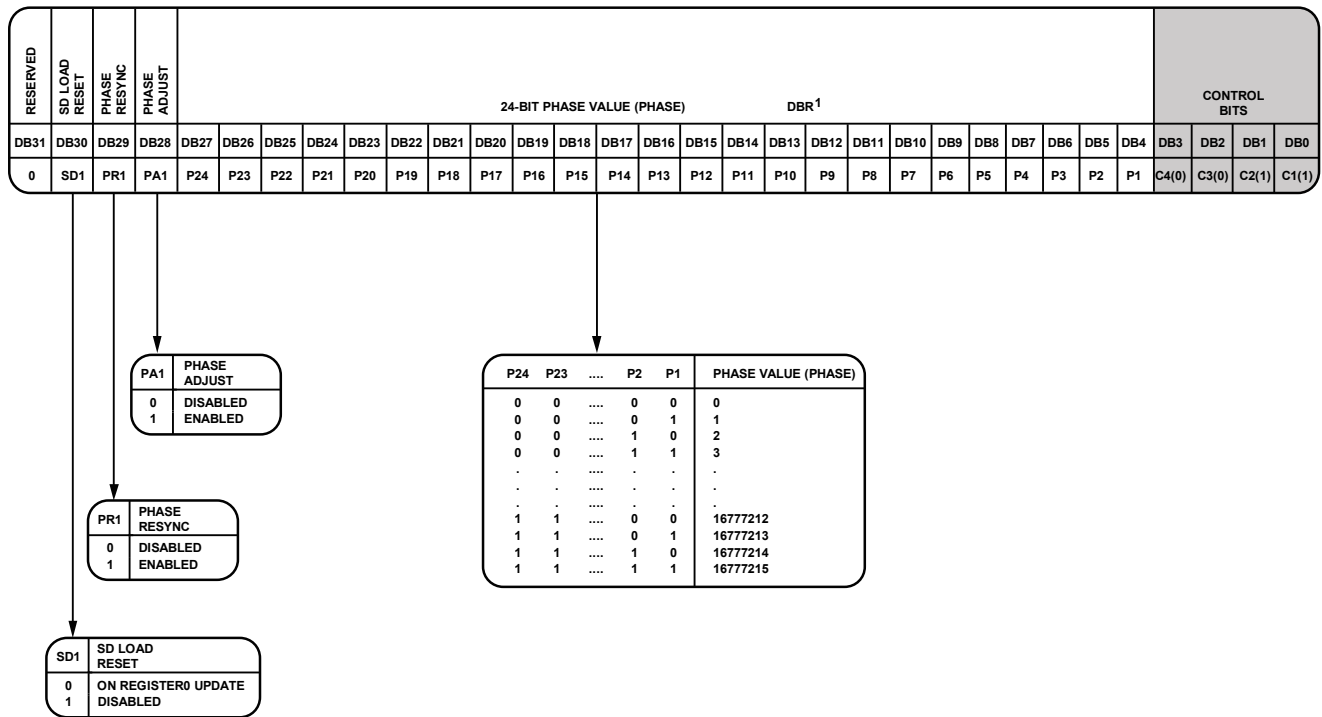 RESERVED
SD LOAD
RESET
PHASE
RESYNC
PHASE
ADJUST
24-BIT PHASE VALUE (PHASE) DBR1
CONTROL
BITS
DB31 DB30 DB29 DB28 DB27 DB26 DB25 DB24 DB23 DB22 DB21 DB20 DB19 DB18 DB17 DB16 DB15 DB14 DB13 DB12 DB11 DB10 DB9 DB8 DB7 DB6 DB5 DB4 DB3 DB2 DB1 DB0
0 SD1 PR1 PA1 P24 P23 P22 P21 P20 P19 P18 P17 P16 P15 P14 P13 P12 P11 P10 P9 P8 P7 P6 P5 P4 P3 P2 P1 C4(0) C3(0) C2(1) C1(1)
PA1 PHASE
ADJUST
0 DISABLED
1 ENABLED
P24 P23 .... P2 P1 PHASE VALUE (PHASE)
0 0 .... 0 0 0
0 0 .... 0 1 1
0 0 .... 1 0 2
0 0 .... 1 1 3
. . .... . . .
. . .... . . .
. . .... . . .
1 1 .... 0 0 16777212
1 1 .... 0 1 16777213
1 1 .... 1 0 16777214
1 1 .... 1 1 16777215
PR1 PHASE
RESYNC
0 DISABLED
1 ENABLED
SD1 SD LOAD
RESET
0 ON REGISTER0 UPDATE
1 DISABLED